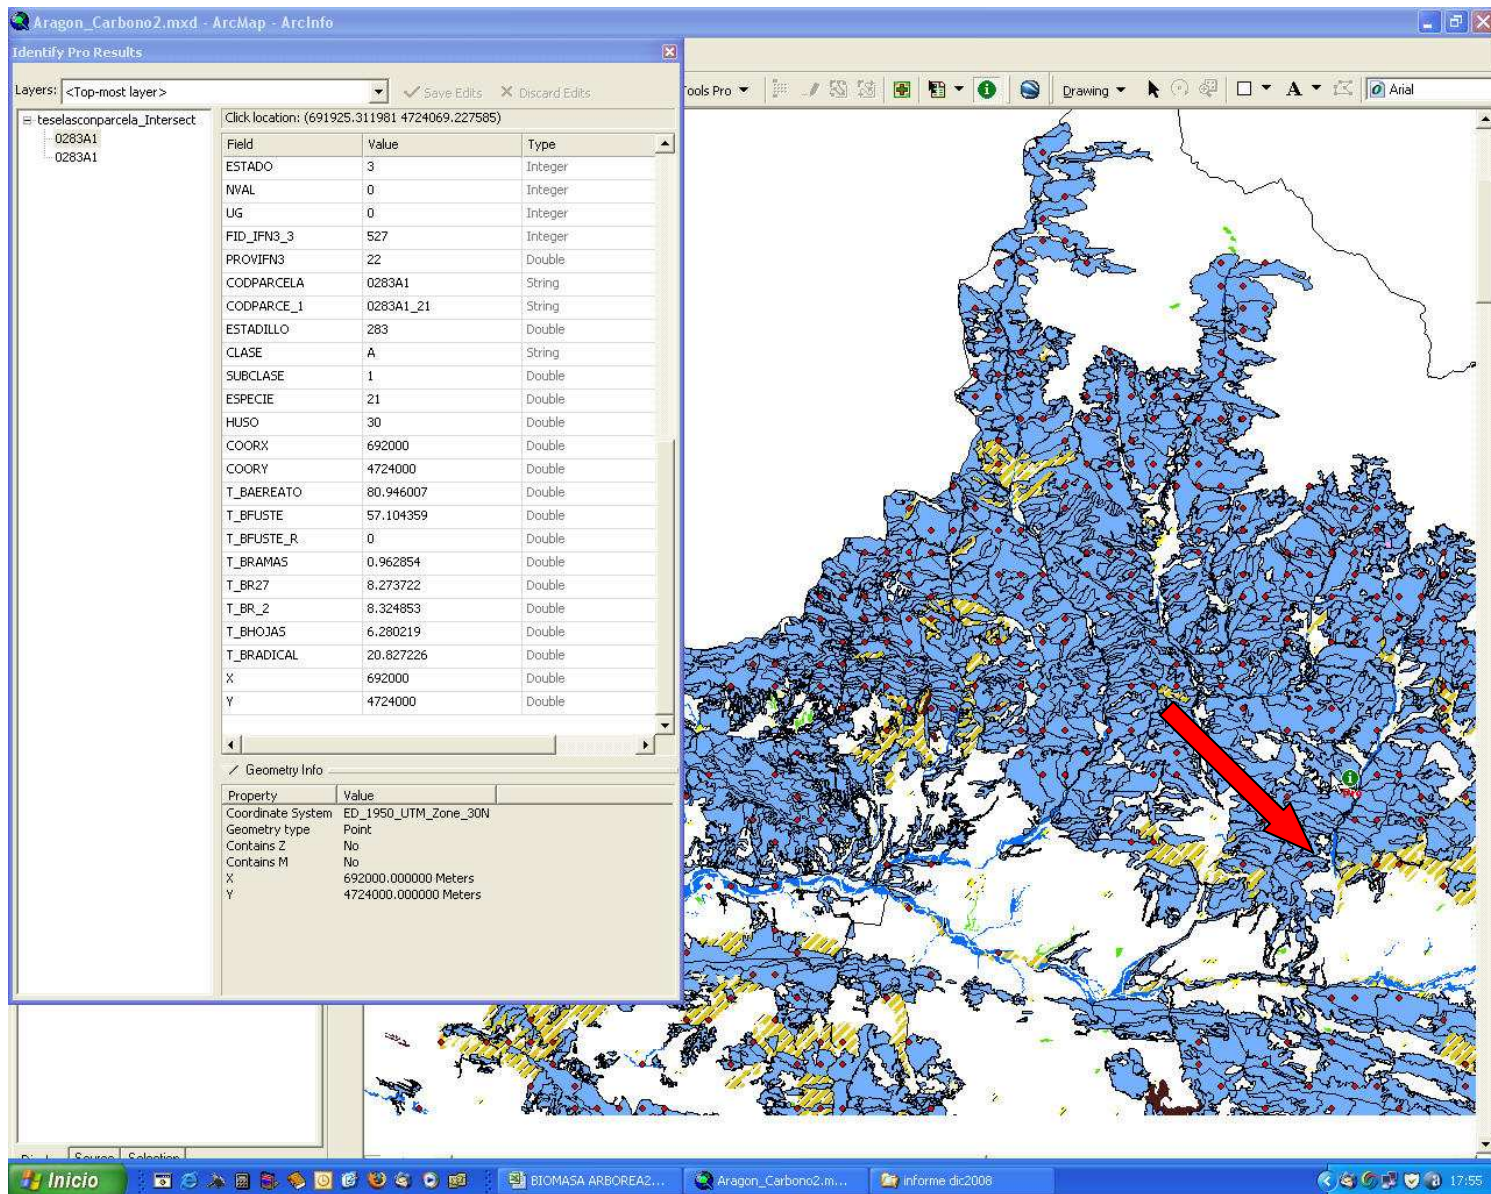 Aragon_Carbono2.mxd - ArcMap - ArcInfo
Identify Pro Results
Layers: <Top-most layer> Save Edits Discard Edits
ools Pro Drawing A Arial
teselasconparcela_Intersect
0283A1
0283A1
Click location: (691925.311981 4724069.227585)
Field Value Type
ESTADO 3 Integer
NVAL 0 Integer
UG 0 Integer
FID_IFN3_3 527 Integer
PROVIFN3 22 Double
CODPARCELA 0283A1 String
CODPARCE_1 0283A1_21 String
ESTADILLO 283 Double
CLASE A String
SUBCLASE 1 Double
ESPECIE 21 Double
HUSO 30 Double
COORX 692000 Double
COORY 4724000 Double
T_BAEREATO 80.946007 Double
T_BFUSTE 57.104359 Double
T_BFUSTE_R 0 Double
T_BRAMAS 0.962854 Double
T_BR27 8.273722 Double
T_BR_2 8.324853 Double
T_BHOJAS 6.280219 Double
T_BRADICAL 20.827226 Double
X 692000 Double
Y 4724000 Double
Geometry Info
Property Value
Coordinate System ED_1950_UTM_Zone_30N
Geometry type Point
Contains Z No
Contains M No
X 692000.000000 Meters
Y 4724000.000000 Meters
Source Selection
Inicio BIOMASA ARBOREA2... Aragon_Carbono2.m... informe dic2008 17:55